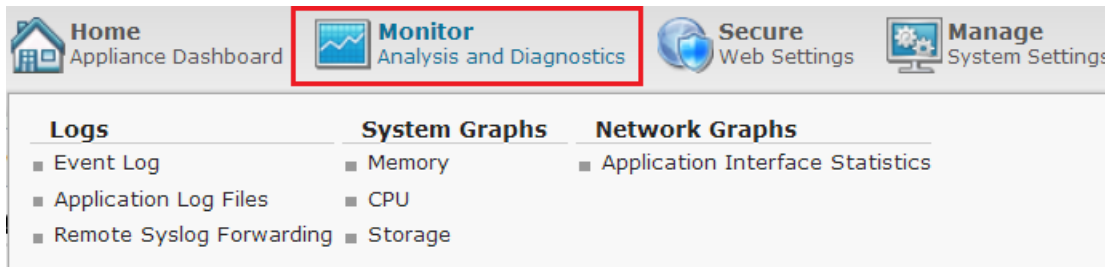 Home
Appliance Dashboard
Monitor
Analysis and Diagnostics
Secure
Web Settings
Manage
System Settings
Logs
Event Log
Application Log Files
Remote Syslog Forwarding
System Graphs
Memory
CPU
Storage
Network Graphs
Application Interface Statistics